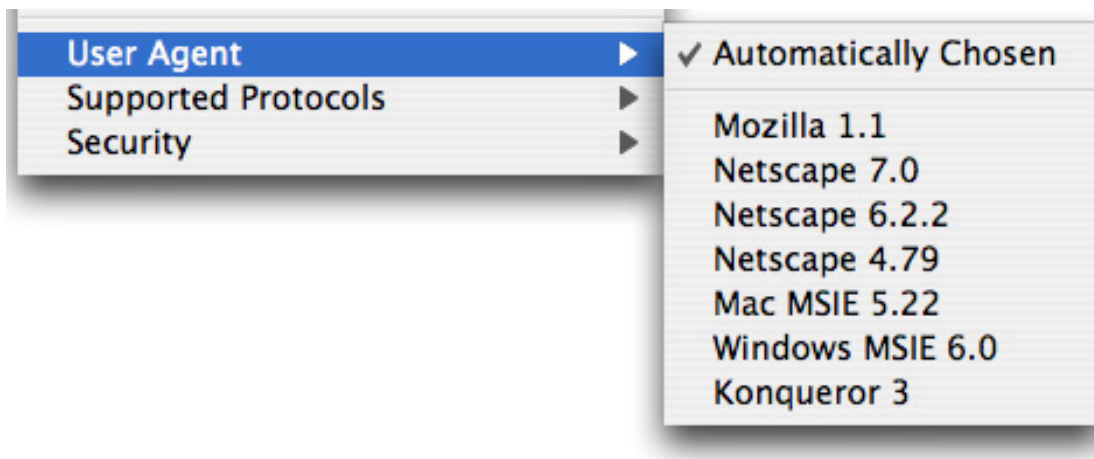 User Agent
Supported Protocols
Security
✓ Automatically Chosen
Mozilla 1.1
Netscape 7.0
Netscape 6.2.2
Netscape 4.79
Mac MSIE 5.22
Windows MSIE 6.0
Konqueror 3